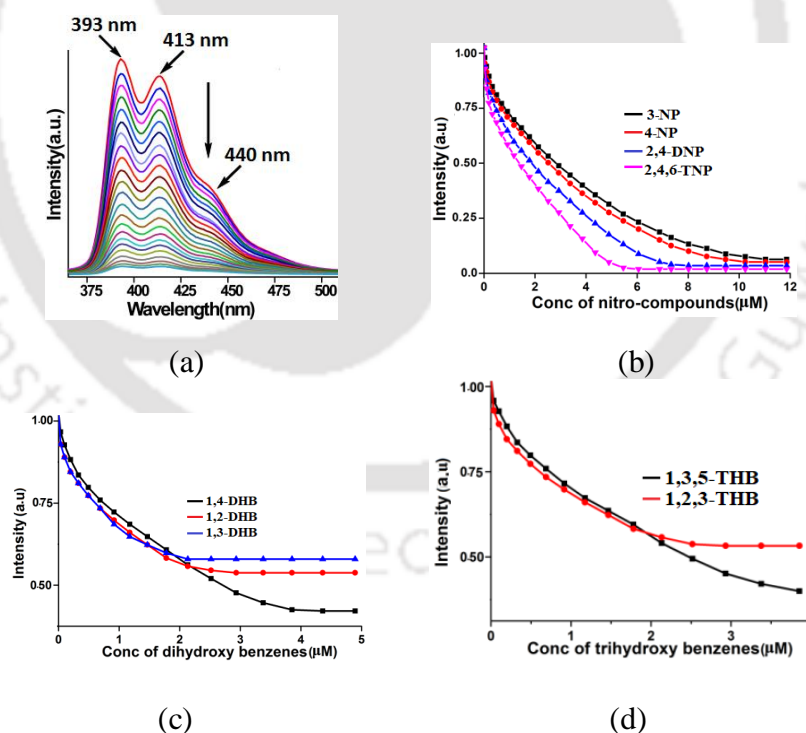 393 nm
413 nm
440 nm
Intensity(a.u.)
375 400 425 450 475 500
Wavelength(nm)
(a)
1·00
0.75
0.50
0.25
0.0
Intensity(a.u)
3-NP
4-NP
2,4-DNP
2,4,6-TNP
0 2 4 6 8 10 12
Conc of nitro-compounds(µM)
(b)
1·00
0.75
0.50
Intensity (a.u)
1,4-DHB
1,2-DHB
1,3-DHB
0 1 2 3 4 5
Conc of dihydroxy benzenes(µM)
(c)
1·00
0.75
0.50
Intensity (a.u)
1,3,5-THB
1,2,3-THB
0 1 2 3
Conc of trihydroxy benzenes(µM)
(d)